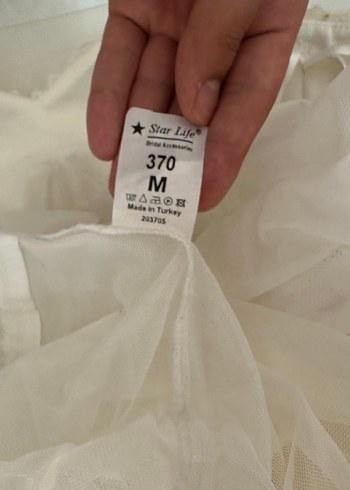 ★ Star Life®
Bridal Accessories
370
M
Made in Turkey
203705